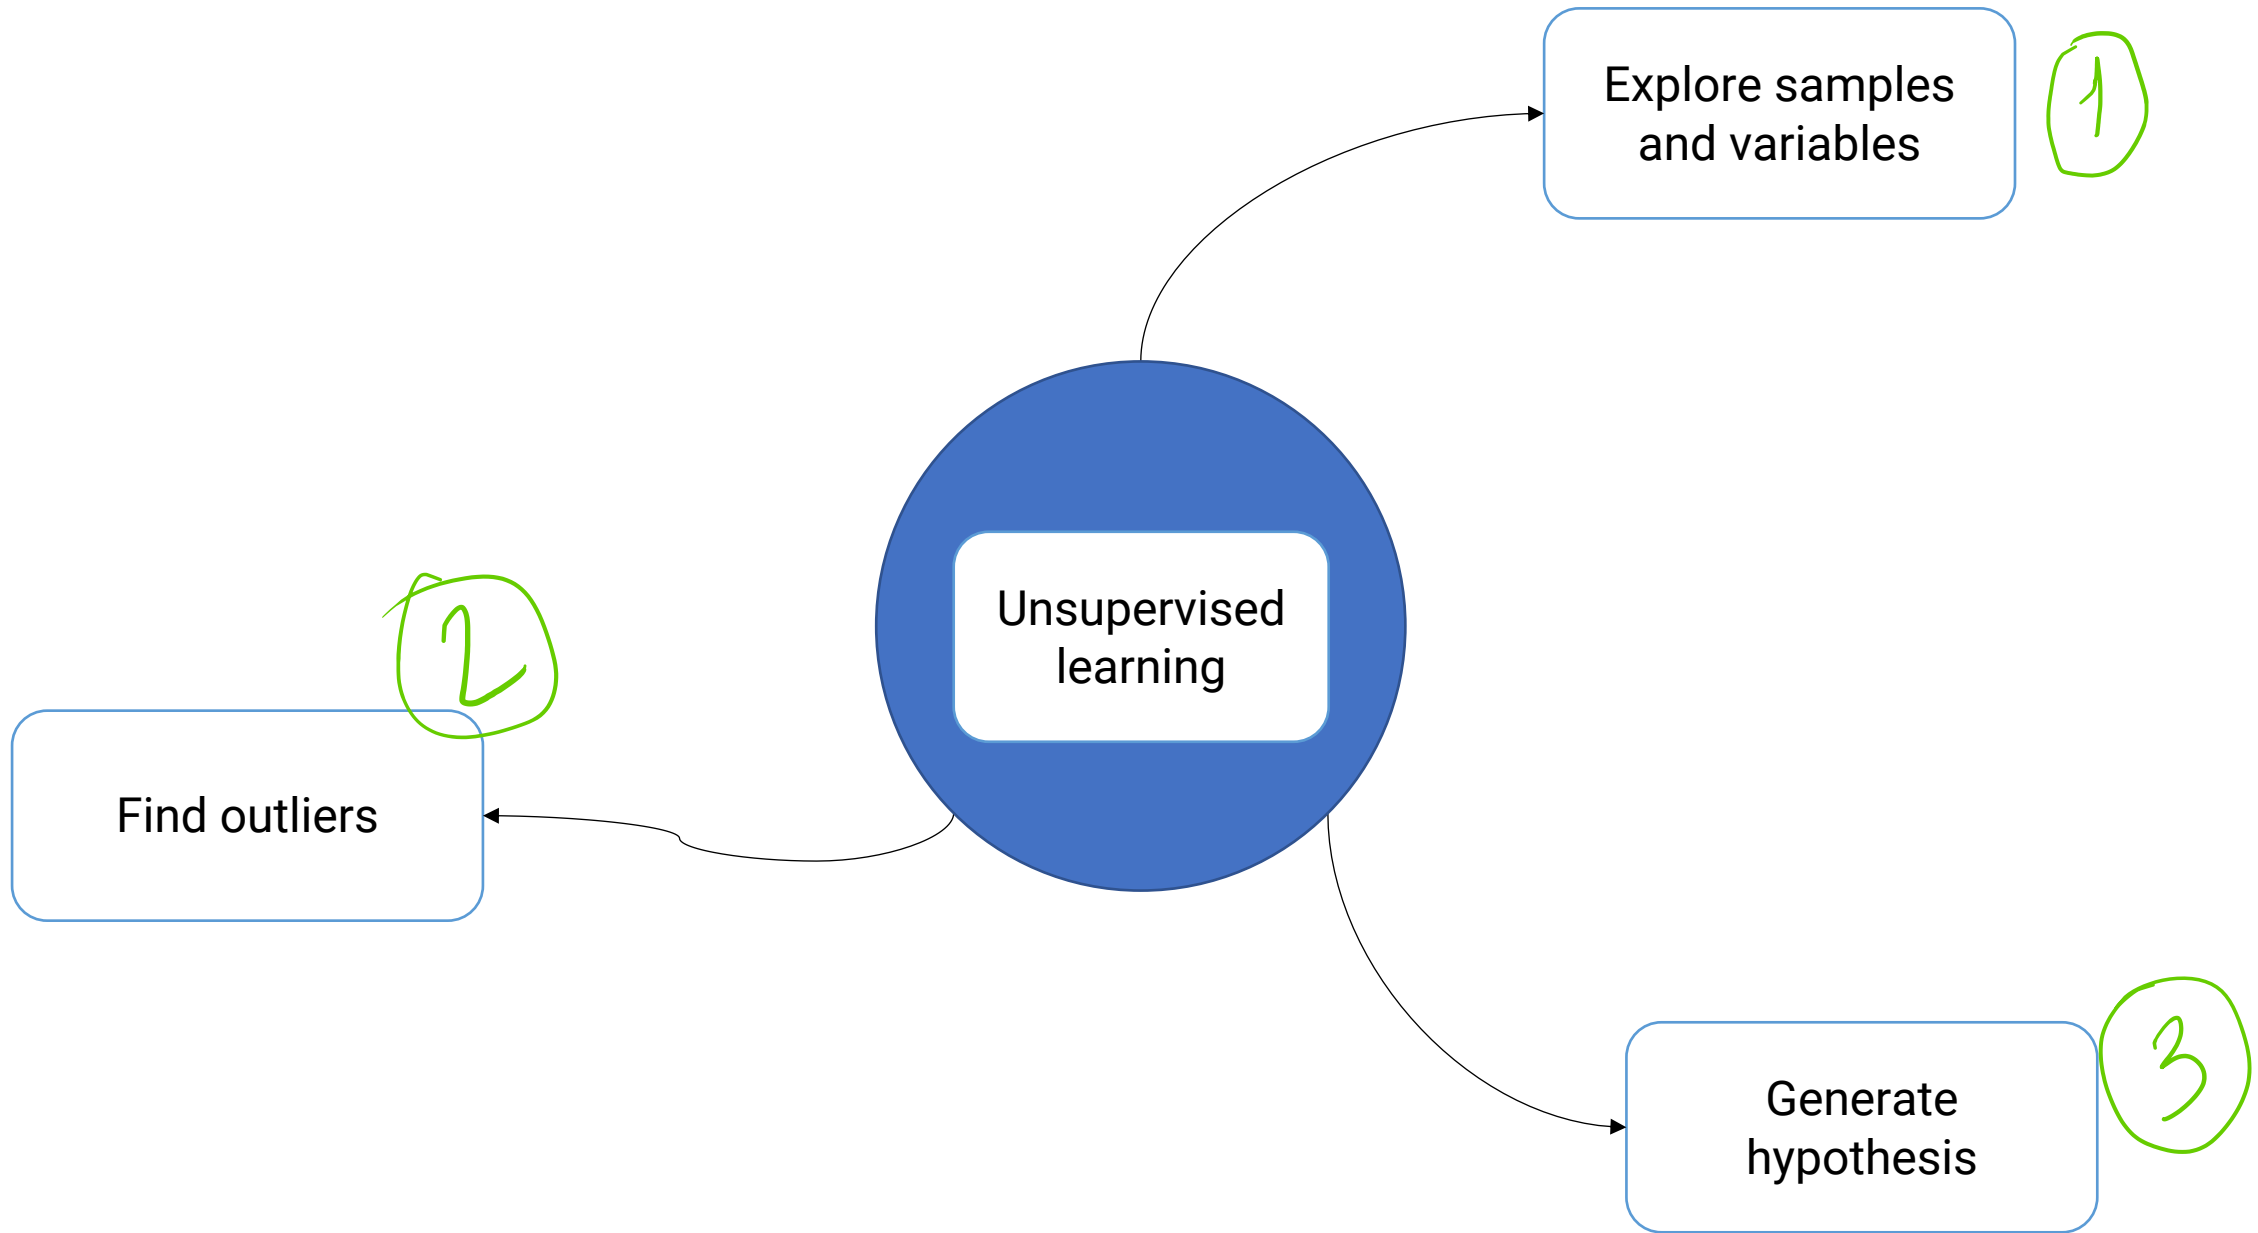 Explore samples
and variables
1
Unsupervised
learning
2
Find outliers
3
Generate
hypothesis